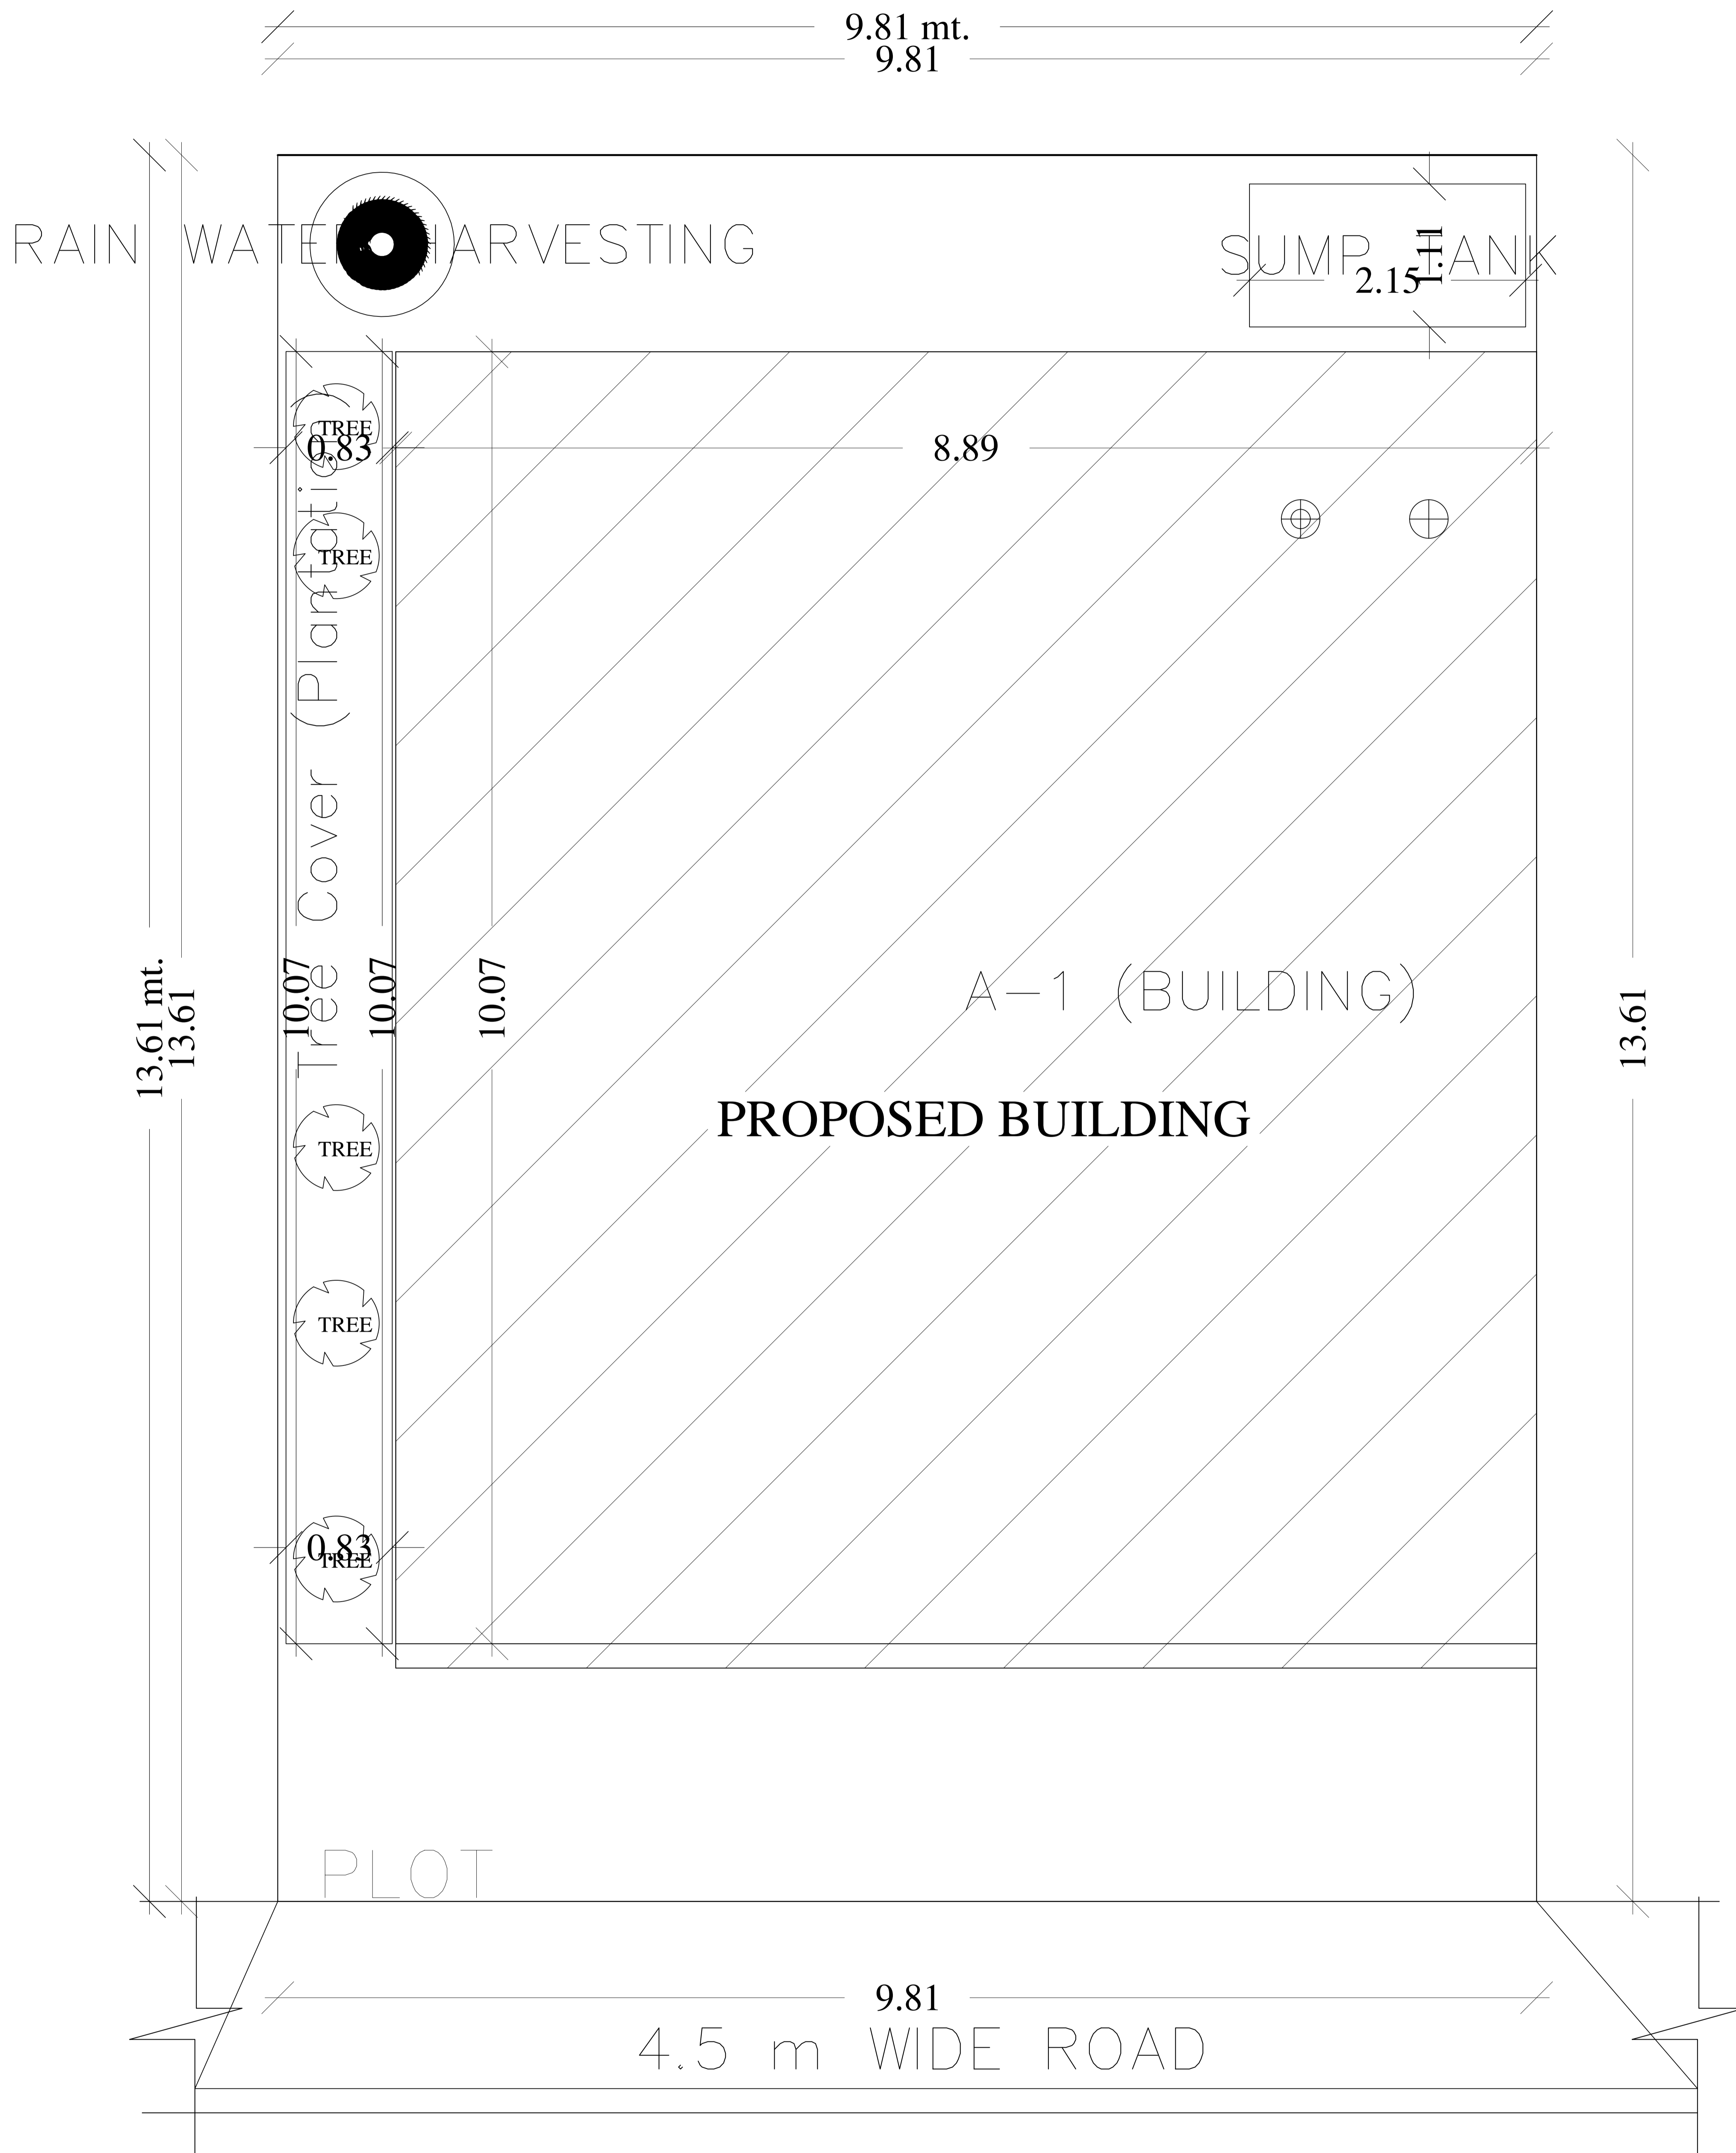 9.81 mt.
9.81
RAIN WATER HARVESTING
SUMP TANK
1.11
2.15
TREE
0.83
8.89
TREE
Tree Cover (Plantation)
10.07
10.07
10.07
13.61 mt.
13.61
13.61
A-1 (BUILDING)
PROPOSED BUILDING
TREE
TREE
0.83
TREE
PLOT
9.81
4.5 m WIDE ROAD